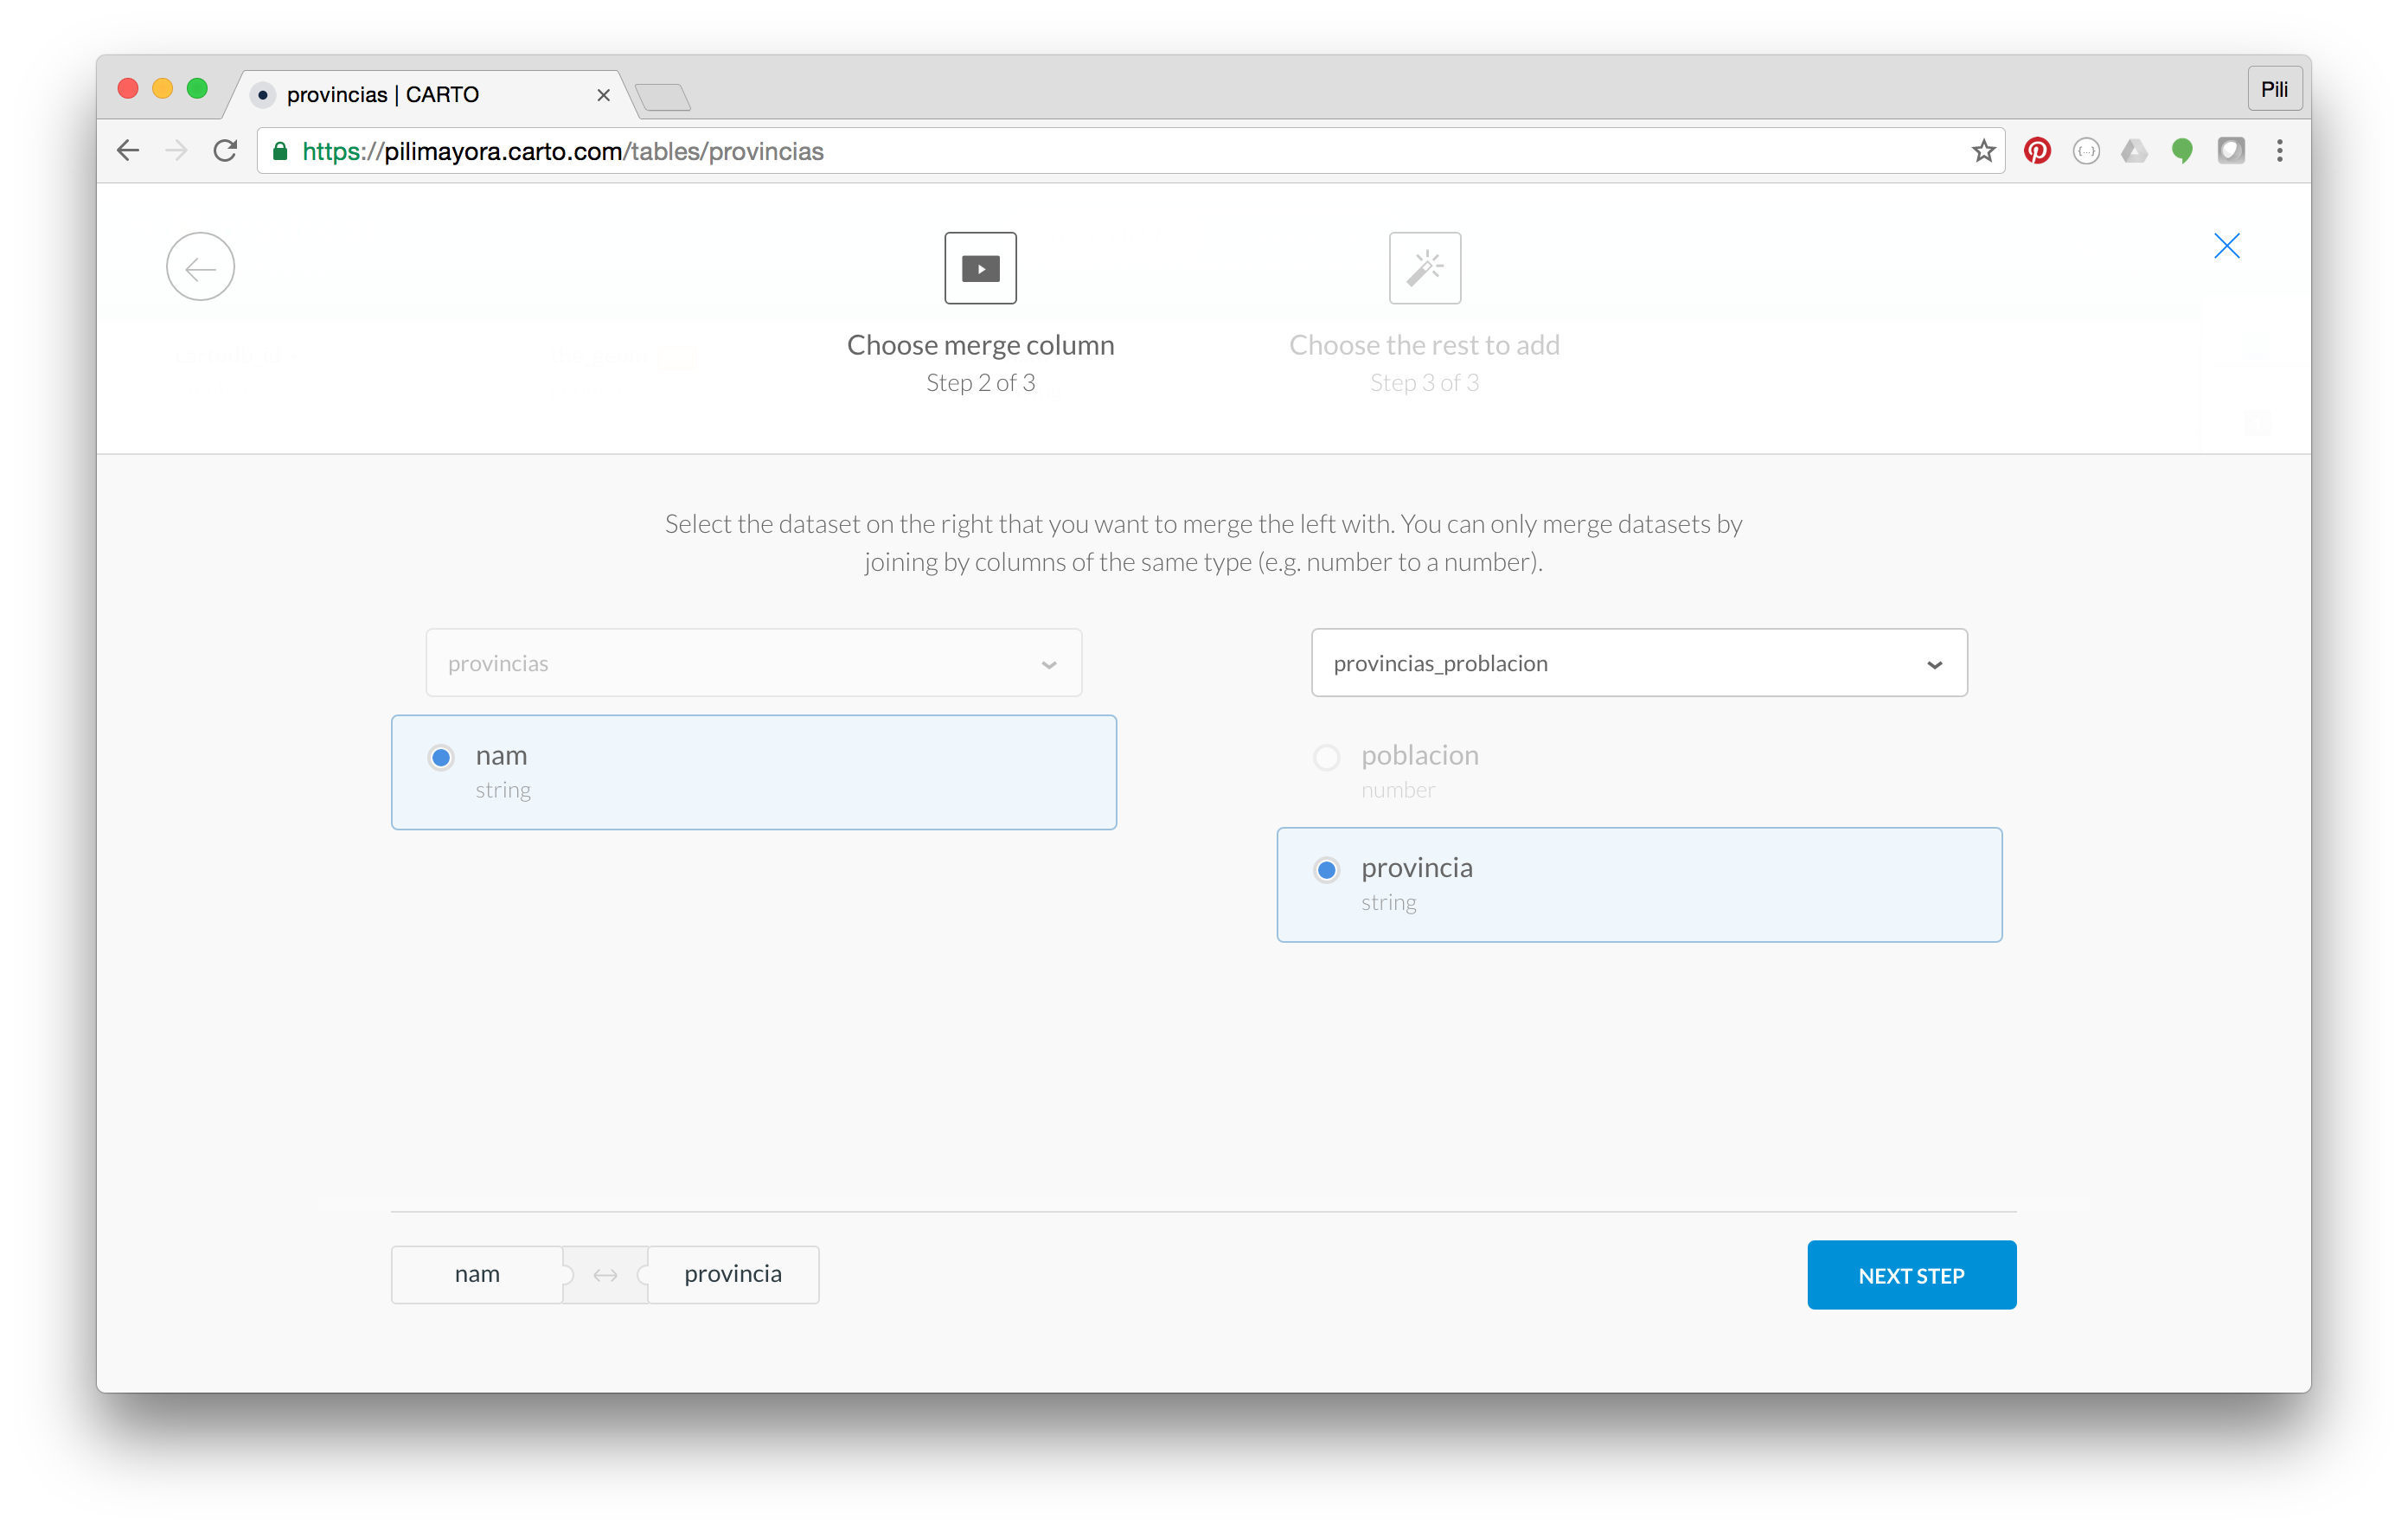 provincias | CARTO
Pili
https://pilimayora.carto.com/tables/provincias
Choose merge column
Step 2 of 3
Choose the rest to add
Step 3 of 3
Select the dataset on the right that you want to merge the left with. You can only merge datasets by
joining by columns of the same type (e.g. number to a number).
provincias
provincias_problacion
nam
string
poblacion
number
provincia
string
nam
provincia
NEXT STEP